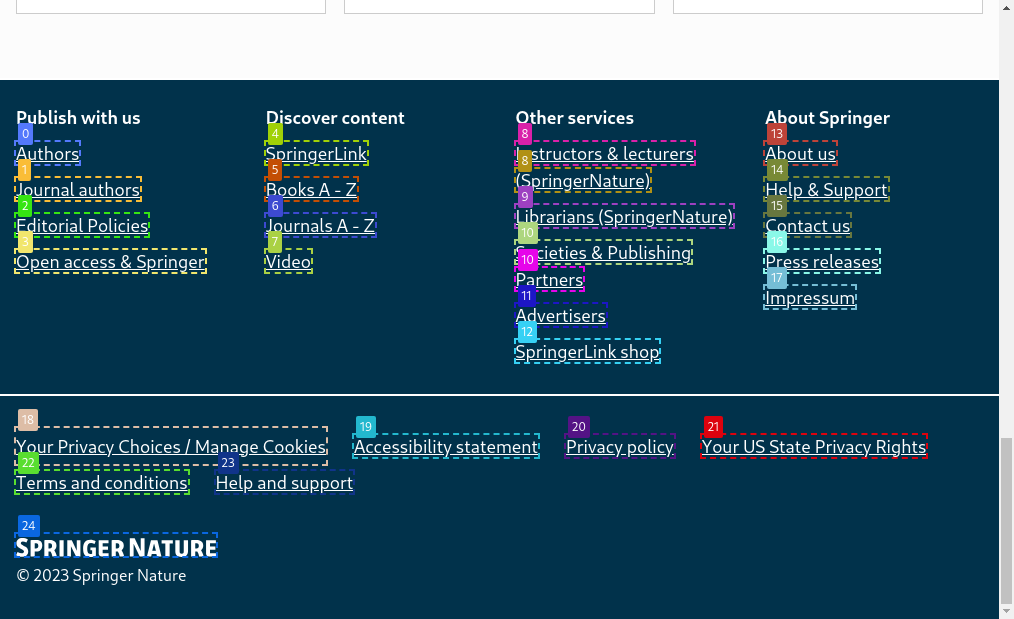 Publish with us
0
Authors
1
Journal authors
2
Editorial Policies
3
Open access & Springer
Discover content
4
SpringerLink
5
Books A - Z
6
Journals A - Z
7
Video
Other services
8
Instructors & lecturers
8
(SpringerNature)
9
Librarians (SpringerNature)
10
Societies & Publishing
10
Partners
11
Advertisers
12
SpringerLink shop
About Springer
13
About us
14
Help & Support
15
Contact us
16
Press releases
17
Impressum
18
Your Privacy Choices / Manage Cookies
19
Accessibility statement
20
Privacy policy
21
Your US State Privacy Rights
22
Terms and conditions
23
Help and support
24
SPRINGER NATURE
© 2023 Springer Nature